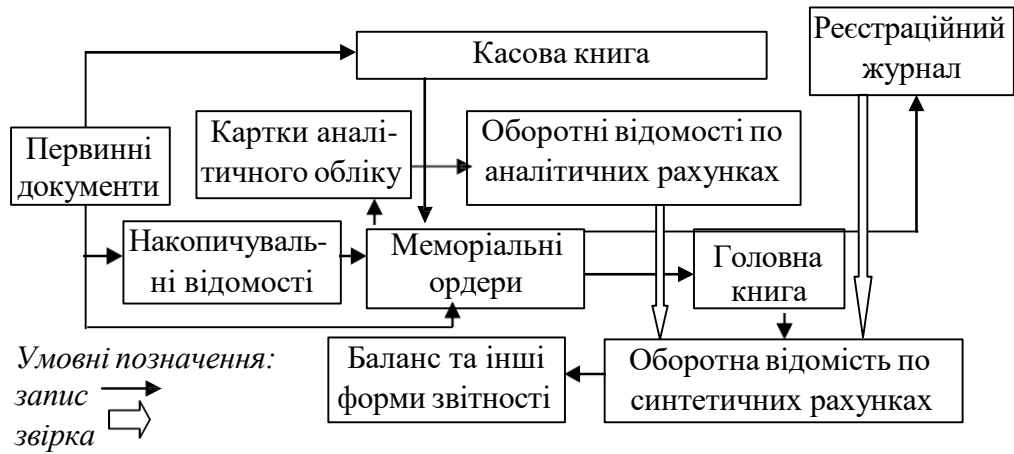 Касова книга
Реєстраційний
журнал
Первинні
документи
Картки аналі-
тичного обліку
Оборотні відомості по
аналітичних рахунках
Накопичуваль-
ні відомості
Меморіальні
ордери
Головна
книга
Умовні позначення:
запис
звірка
Баланс та інші
форми звітності
Оборотна відомість по
синтетичних рахунках